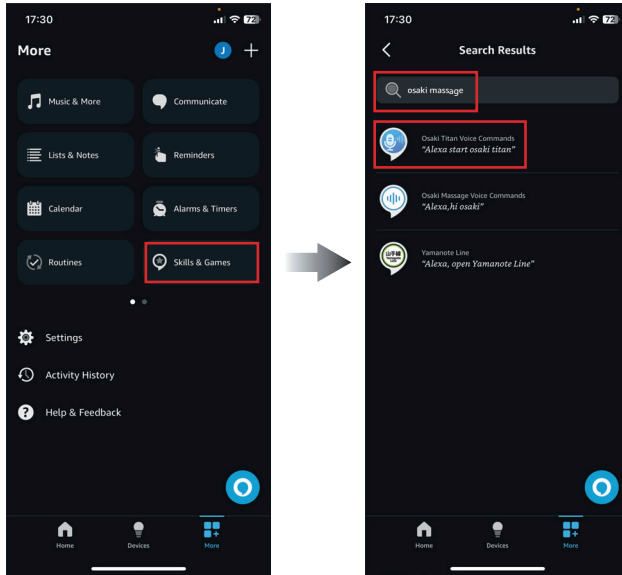 17:30
72
More
J
Music & More
Communicate
Lists & Notes
Reminders
Calendar
Alarms & Timers
Routines
Skills & Games
Settings
Activity History
? Help & Feedback
Home
Devices
More
17:30
72
Search Results
osaki massage
Osaki Titan Voice Commands
"Alexa start osaki titan"
Osaki Massage Voice Commands
"Alexa,hi osaki"
Yamanote Line
"Alexa, open Yamanote Line"
Home
Devices
More